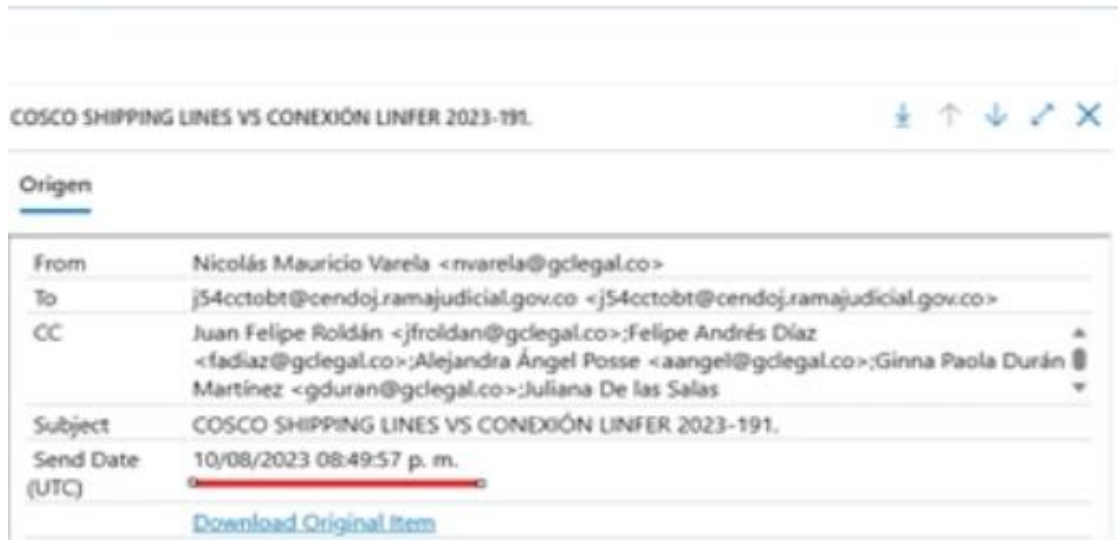 COSCO SHIPPING LINES VS CONEXIÓN LINFER 2023-191.
Origen
From Nicolás Mauricio Varela <nvarela@gclegal.co>
To j54cctobt@cendoj.ramajudicial.gov.co <j54cctobt@cendoj.ramajudicial.gov.co>
CC Juan Felipe Roldán <jfroldan@gclegal.co>;Felipe Andrés Díaz
<fadiaz@gclegal.co>;Alejandra Ángel Posse <aangel@gclegal.co>;Ginna Paola Durán
Martínez <gduran@gclegal.co>;Juliana De las Salas
Subject COSCO SHIPPING LINES VS CONEXIÓN LINFER 2023-191.
Send Date 10/08/2023 08:49:57 p. m.
(UTC)
Download Original Item